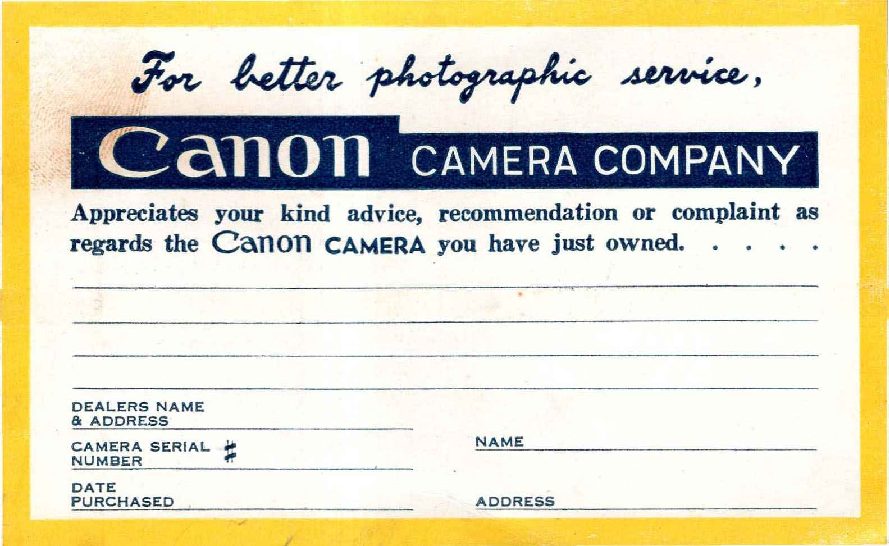 For better photographic service,
Canon CAMERA COMPANY
Appreciates your kind advice, recommendation or complaint as
regards the Canon CAMERA you have just owned. . . . .
DEALERS NAME
& ADDRESS
CAMERA SERIAL #
NUMBER
NAME
DATE
PURCHASED
ADDRESS